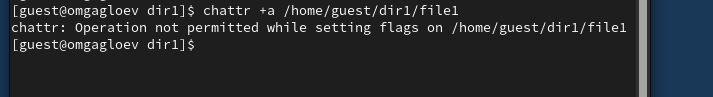 [guest@omgagloev dir1]$ chattr +a /home/guest/dir1/file1
chattr: Operation not permitted while setting flags on /home/guest/dir1/file1
[guest@omgagloev dir1]$